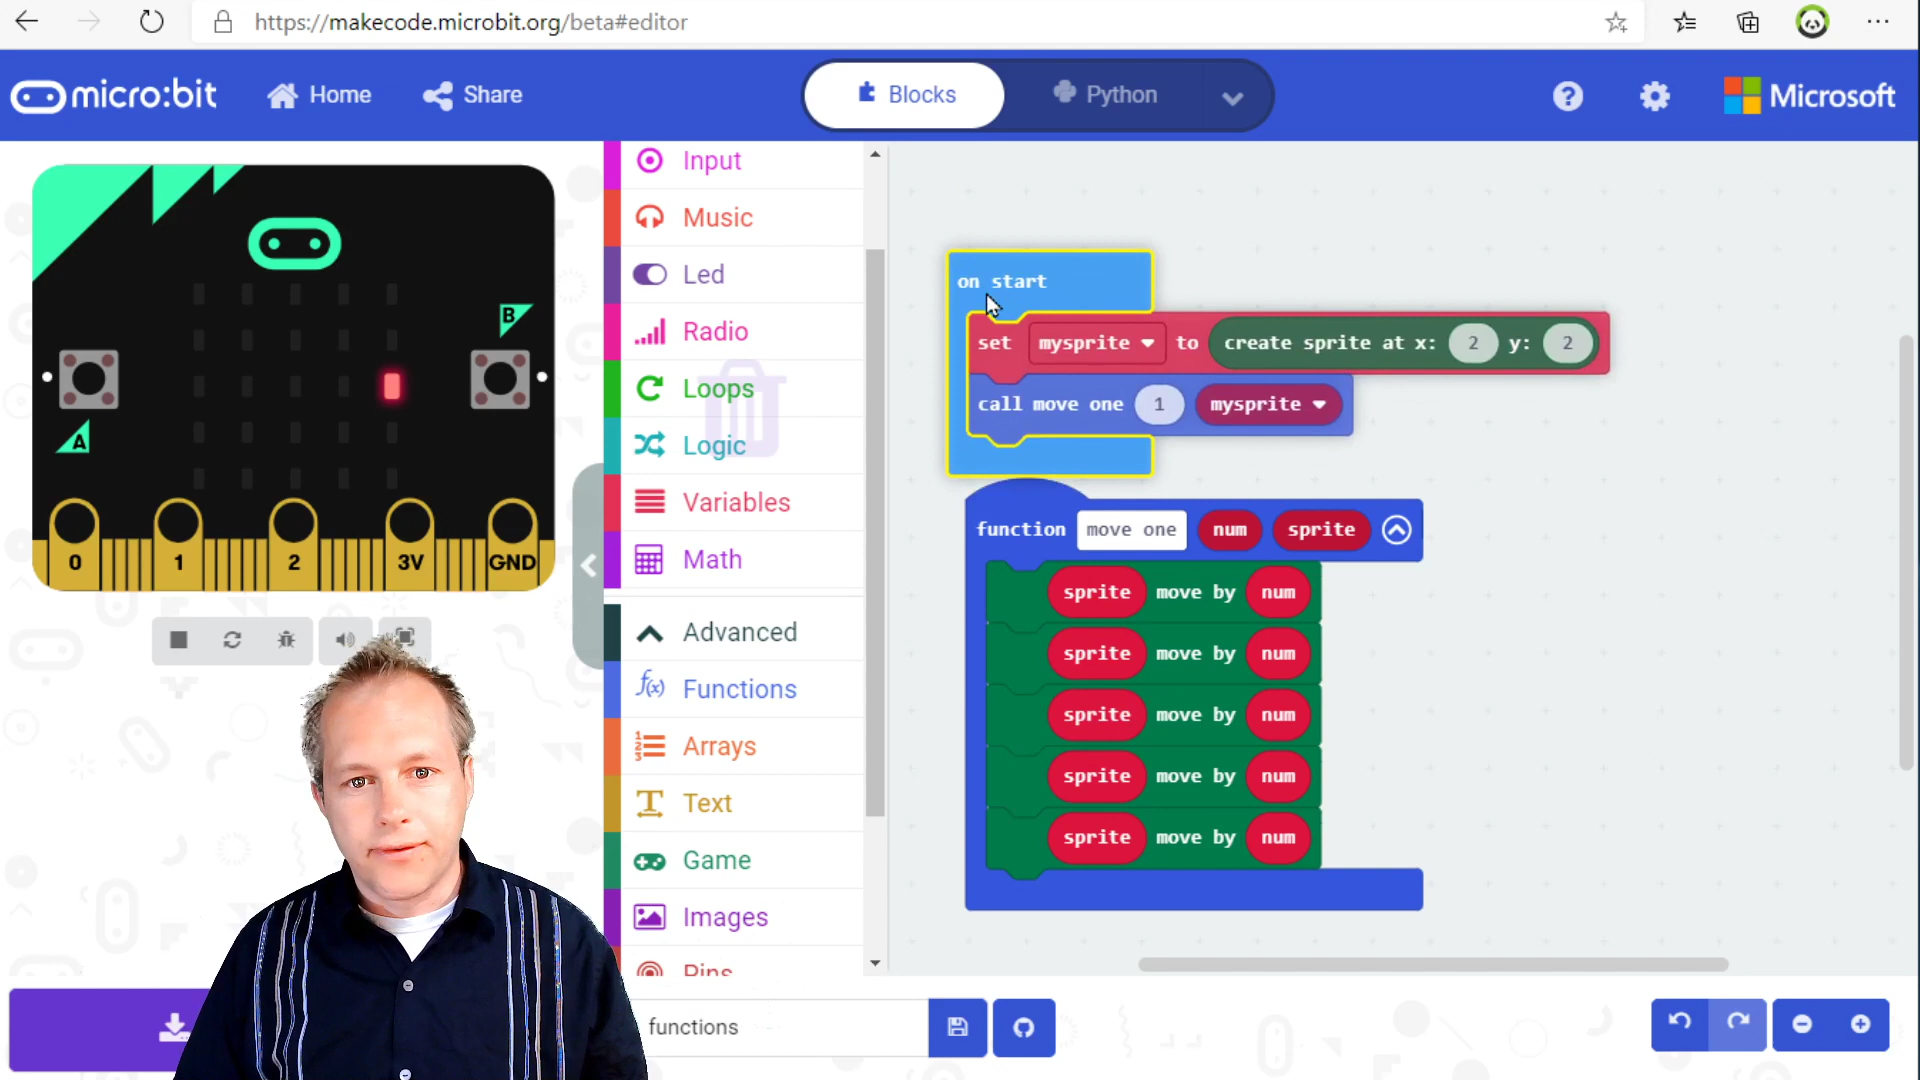 https://makecode.microbit.org/beta#editor
micro:bit
Home
Share
Blocks
Python
Microsoft
B
A
0
1
2
3V
GND
Input
Music
Led
Radio
Loops
Logic
Variables
Math
Advanced
Functions
Arrays
Text
Game
Images
Pins
on start
set mysprite to create sprite at x: 2 y: 2
call move one 1 mysprite
function move one num sprite
sprite move by num
sprite move by num
sprite move by num
sprite move by num
sprite move by num
functions